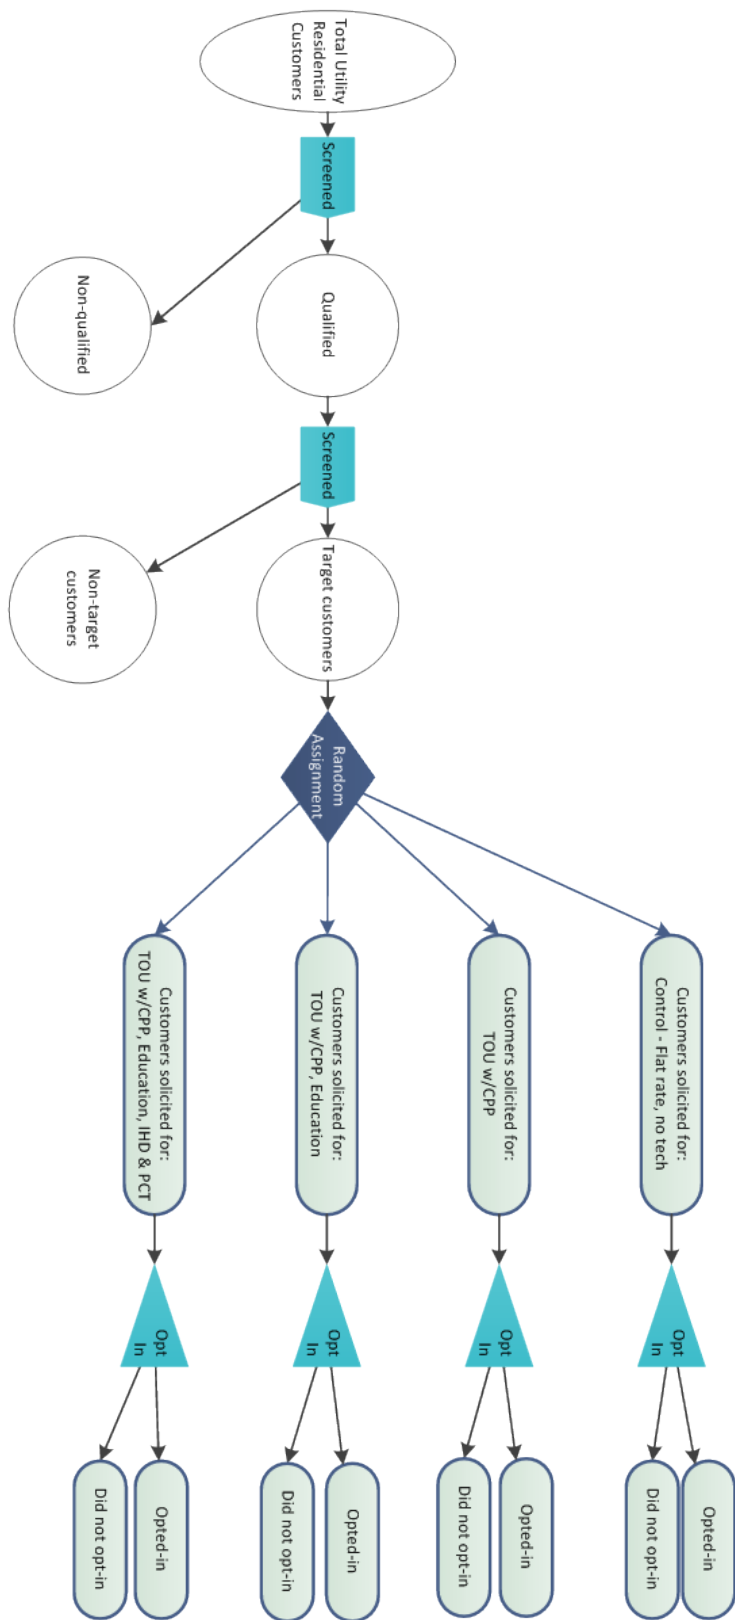 Total Utility
Residential
Customers
Screened
Qualified
Non-qualified
Screened
Target customers
Non-target
customers
Random
Assignment
Customers solicited for:
Control - Flat rate, no tech
Opt
In
Opted-in
Did not opt-in
Customers solicited for:
TOU w/CPP
Opt
In
Opted-in
Did not opt-in
Customers solicited for:
TOU w/CPP, Education
Opt
In
Opted-in
Did not opt-in
Customers solicited for:
TOU w/CPP, Education, IHD & PCT
Opt
In
Opted-in
Did not opt-in